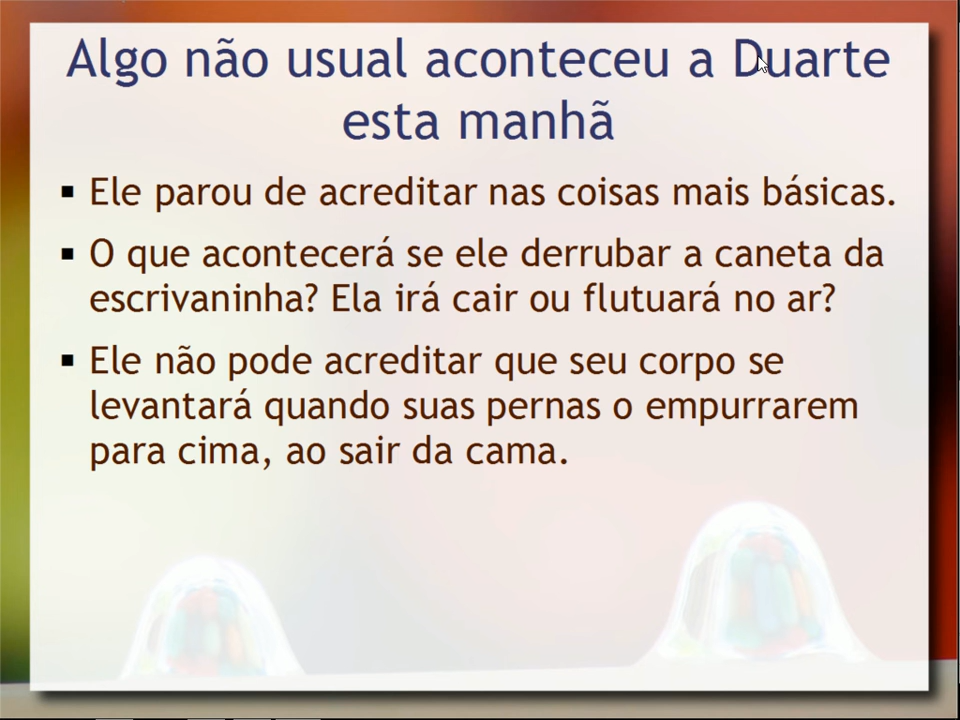 Algo não usual aconteceu a Duarte
esta manhã
▪ Ele parou de acreditar nas coisas mais básicas.
▪ O que acontecerá se ele derrubar a caneta da
escrivaninha? Ela irá cair ou flutuará no ar?
▪ Ele não pode acreditar que seu corpo se
levantará quando suas pernas o empurrarem
para cima, ao sair da cama.